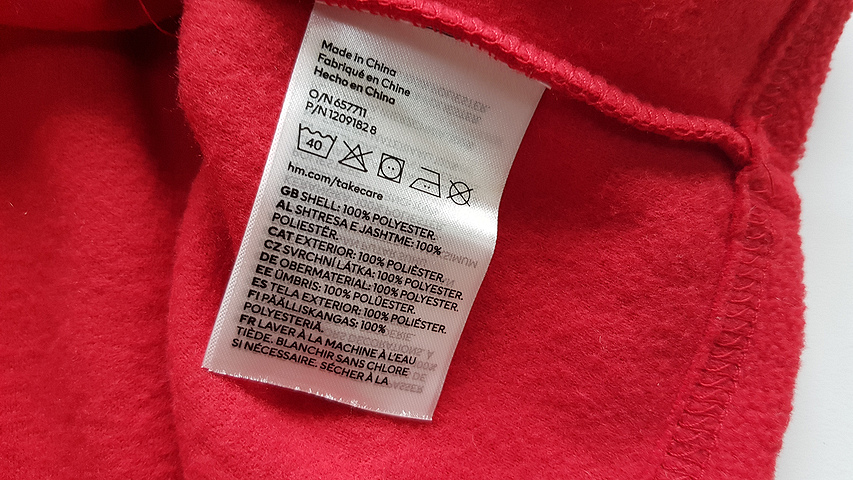 Made in China
Fabriqué en Chine
Hecho en China
O/N 657711
P/N 1209182 8
40
hm.com/takecare
GB SHELL: 100% POLYESTER.
AL SHTRESA E JASHTME: 100%
POLIESTËR.
CAT EXTERIOR: 100% POLIÈSTER.
CZ SVRCHNÍ LÁTKA: 100% POLYESTER.
DE OBERMATERIAL: 100% POLYESTER.
EE ÜMBRIS: 100% POLÜESTER.
ES TELA EXTERIOR: 100% POLIÉSTER.
FI PÄÄLLISKANGAS: 100%
POLYESTERIÄ.
FR LAVER À LA MACHINE À L'EAU
TIÈDE. BLANCHIR SANS CHLORE
SI NÉCESSAIRE. SÉCHER À LA